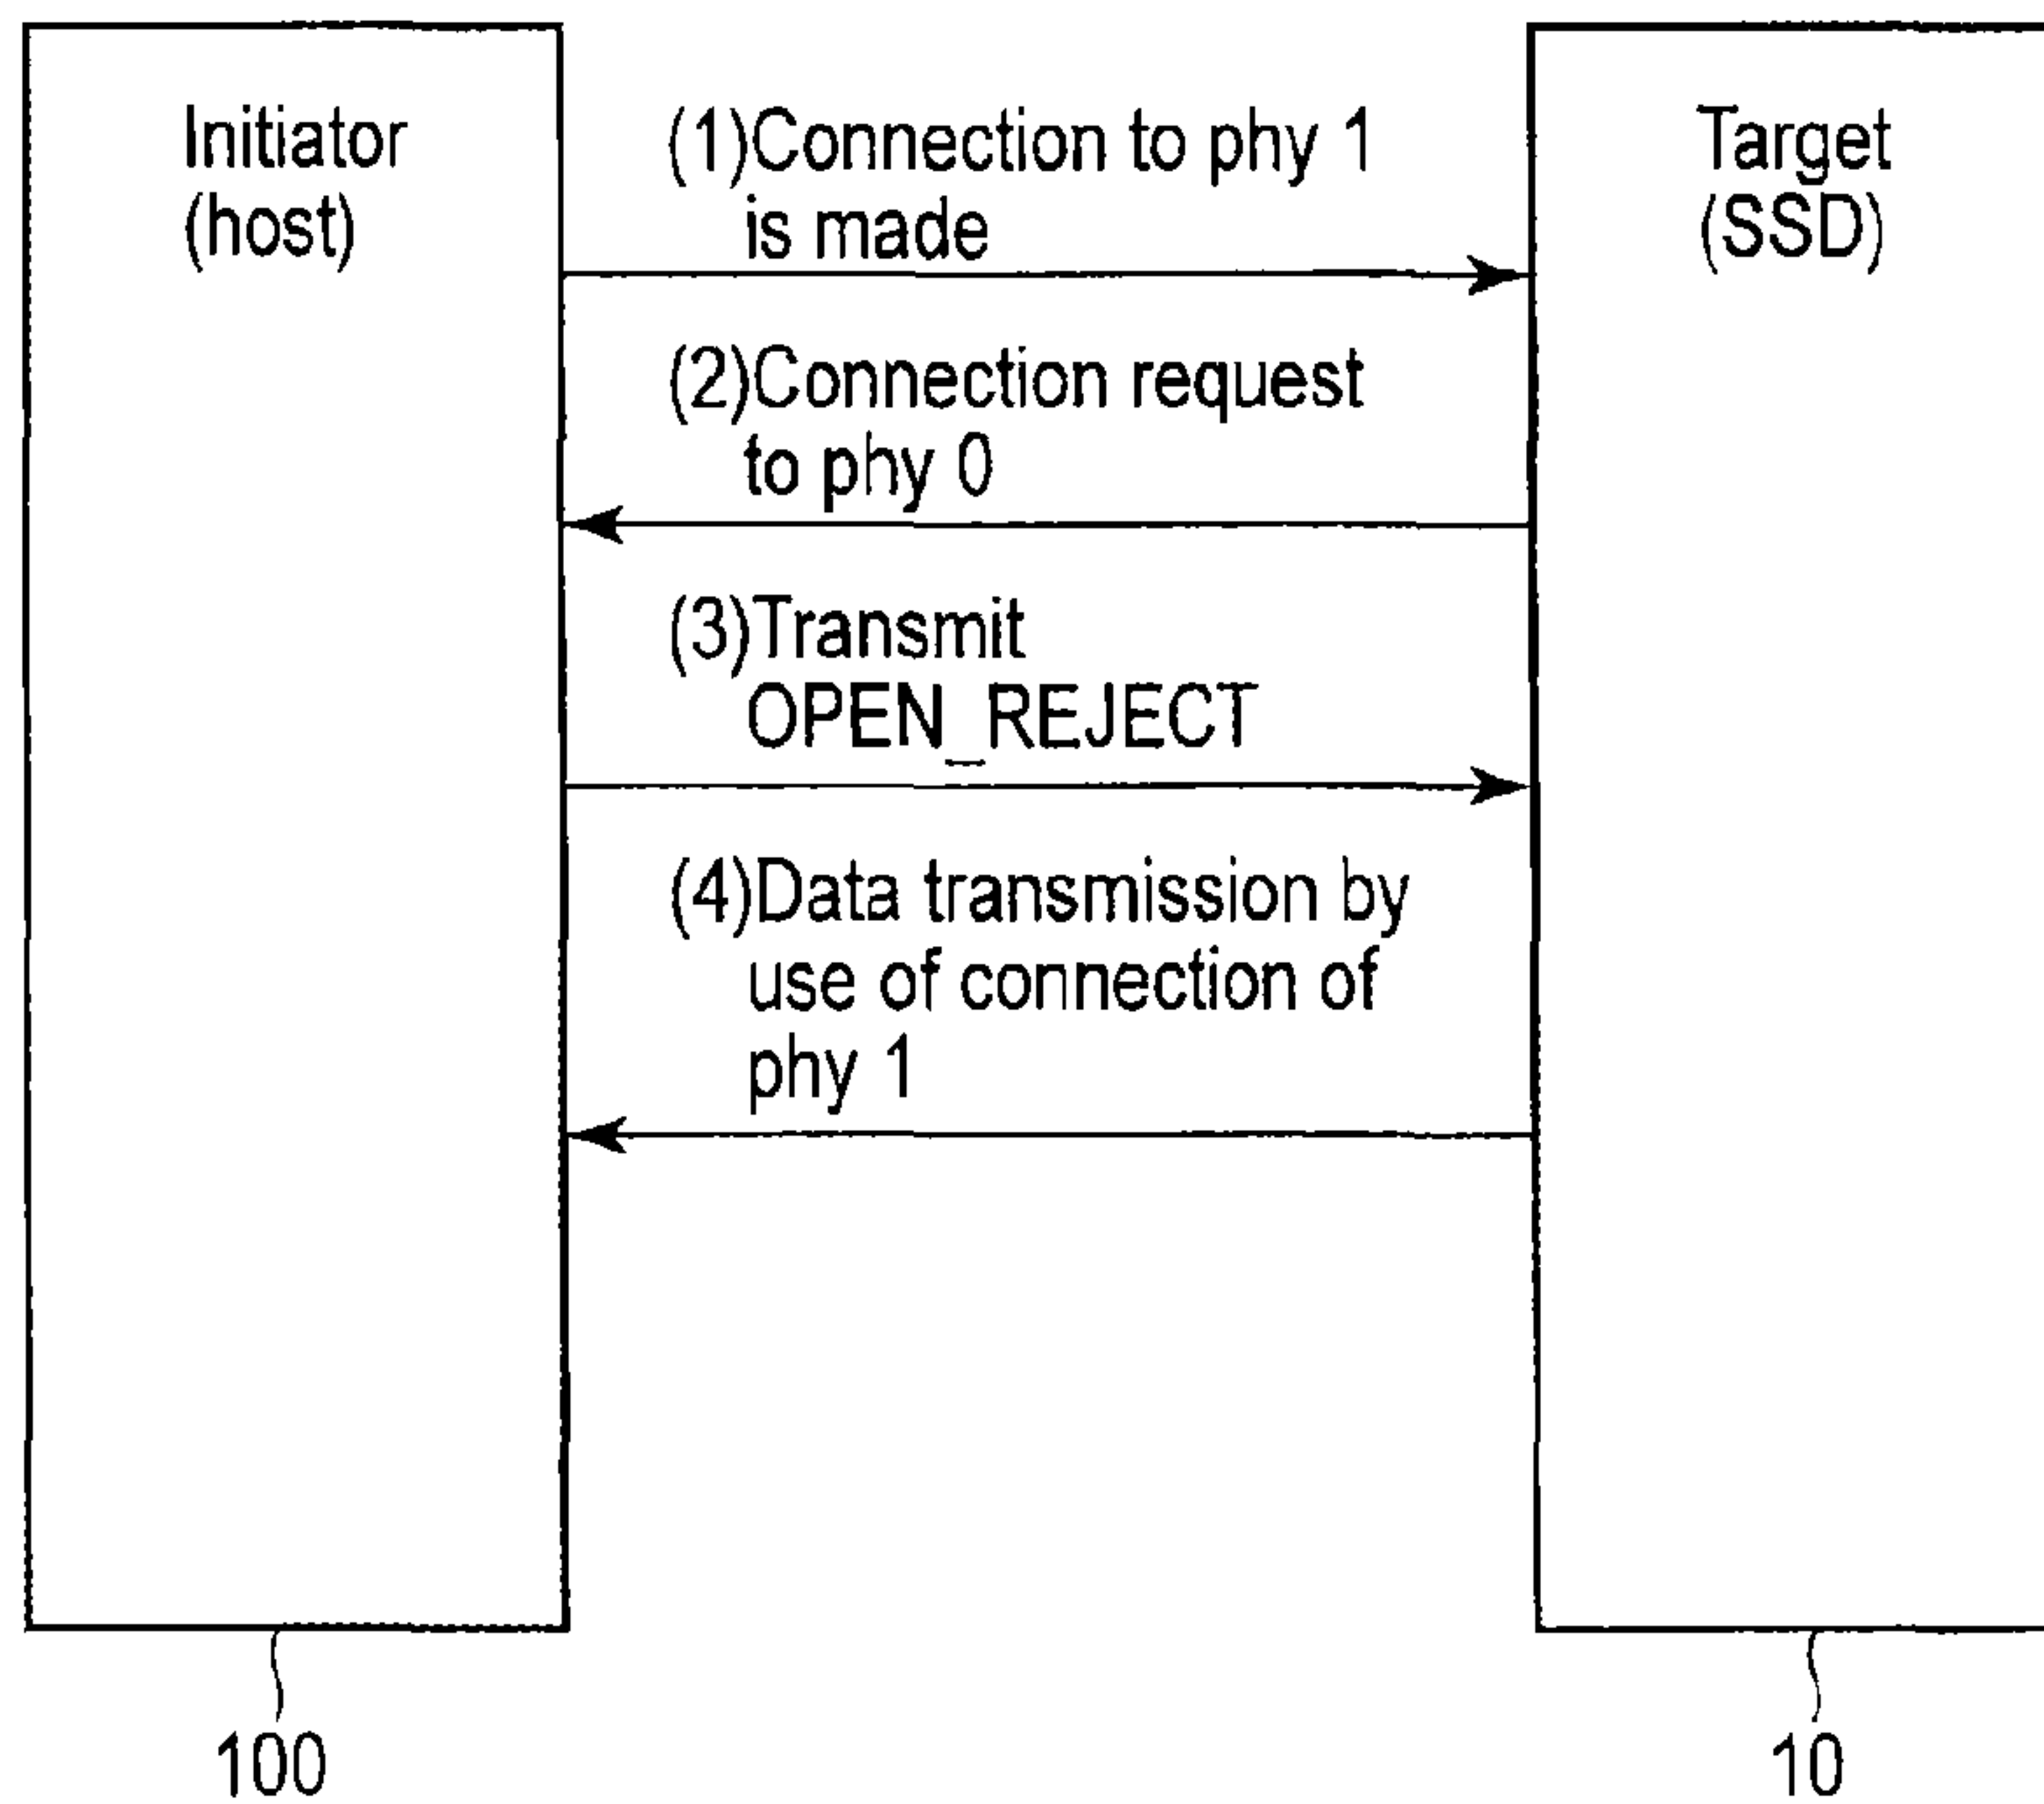 Initiator
(host)
(1)Connection to phy 1
is made
Target
(SSD)
(2)Connection request
to phy 0
(3)Transmit
OPEN_REJECT
(4)Data transmission by
use of connection of
phy 1
100
10